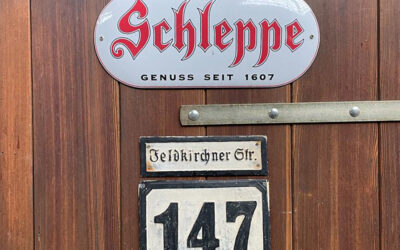 Schleppe
GENUSS SEIT 1607
Feldkirchner Str.
147